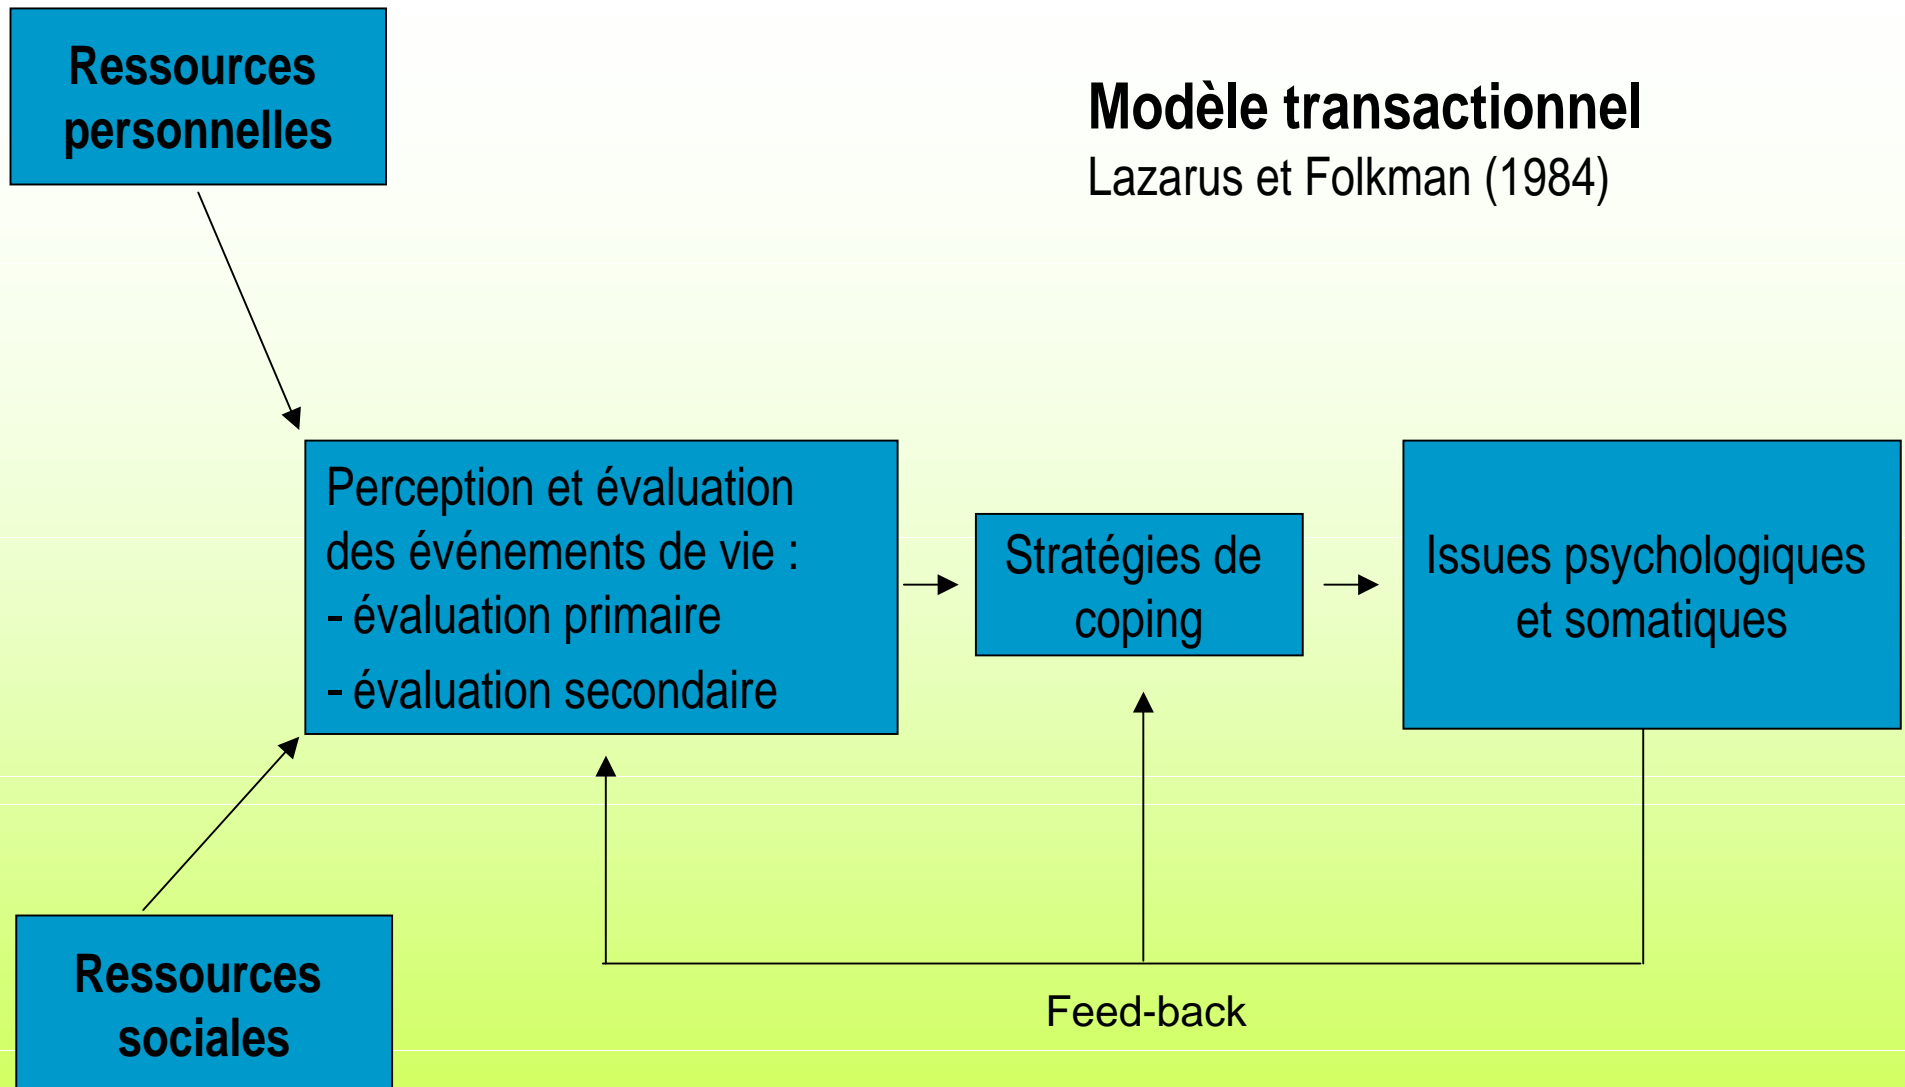 Ressources
personnelles
Modèle transactionnel
Lazarus et Folkman (1984)
Perception et évaluation
des événements de vie :
- évaluation primaire
- évaluation secondaire
Stratégies de
coping
Issues psychologiques
et somatiques
Ressources
sociales
Feed-back